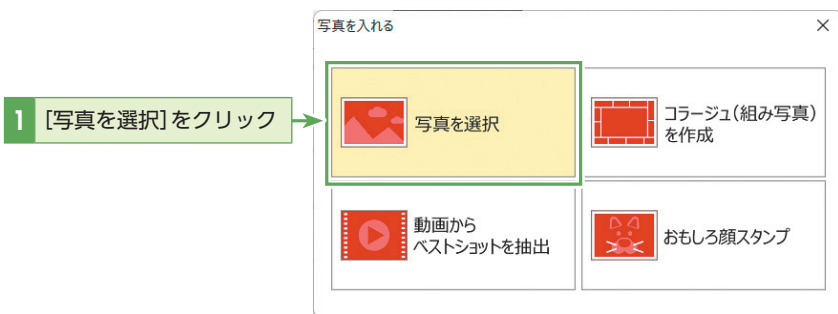 写真を入れる
1 [写真を選択]をクリック
写真を選択
コラージュ(組み写真)
を作成
動画から
ベストショットを抽出
おもしろ顔スタンプ